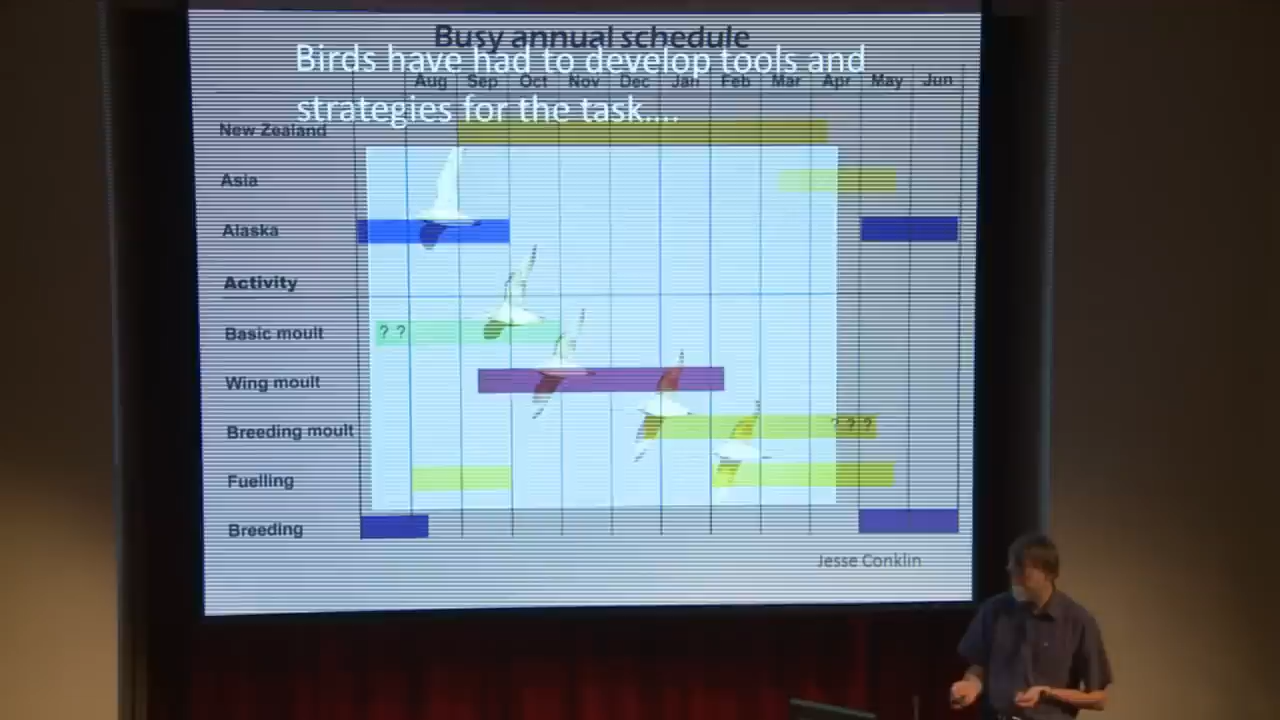 Busy annual schedule
Birds have had to develop tools and
Aug Sep Oct Nov Dec Jan Feb Mar Apr May Jun
strategies for the task....
New Zealand
Asia
Alaska
Activity
Basic moult ? ?
Wing moult
Breeding moult ? ? ?
Fuelling
Breeding
Jesse Conklin